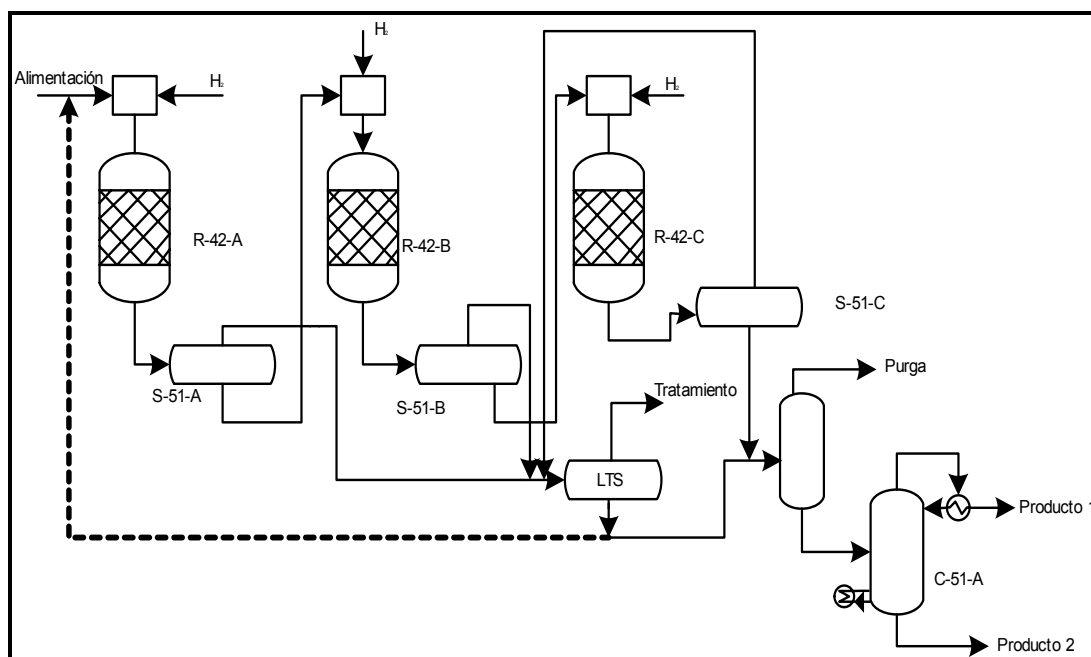 H₂
Alimentación
H₂
H₂
R-42-A
R-42-B
R-42-C
S-51-C
S-51-A
S-51-B
Purga
Tratamiento
LTS
Producto 1
C-51-A
Producto 2